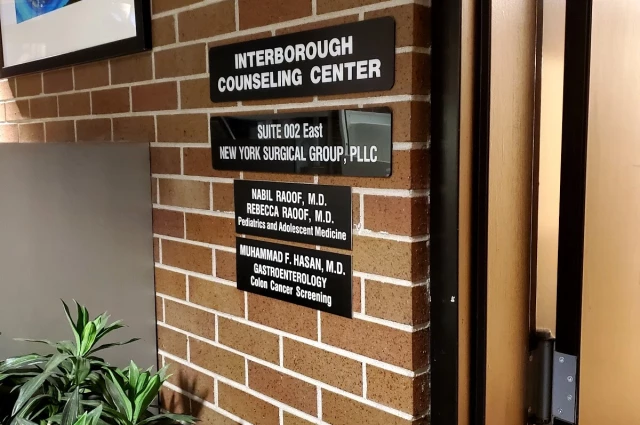 INTERBOROUGH
COUNSELING CENTER
SUITE 002 East
NEW YORK SURGICAL GROUP, PLLC
NABIL RAOOF, M.D.
REBECCA RAOOF, M.D.
Pediatrics and Adolescent Medicine
MUHAMMAD F. HASAN, M.D.
GASTROENTEROLOGY
Colon Cancer Screening